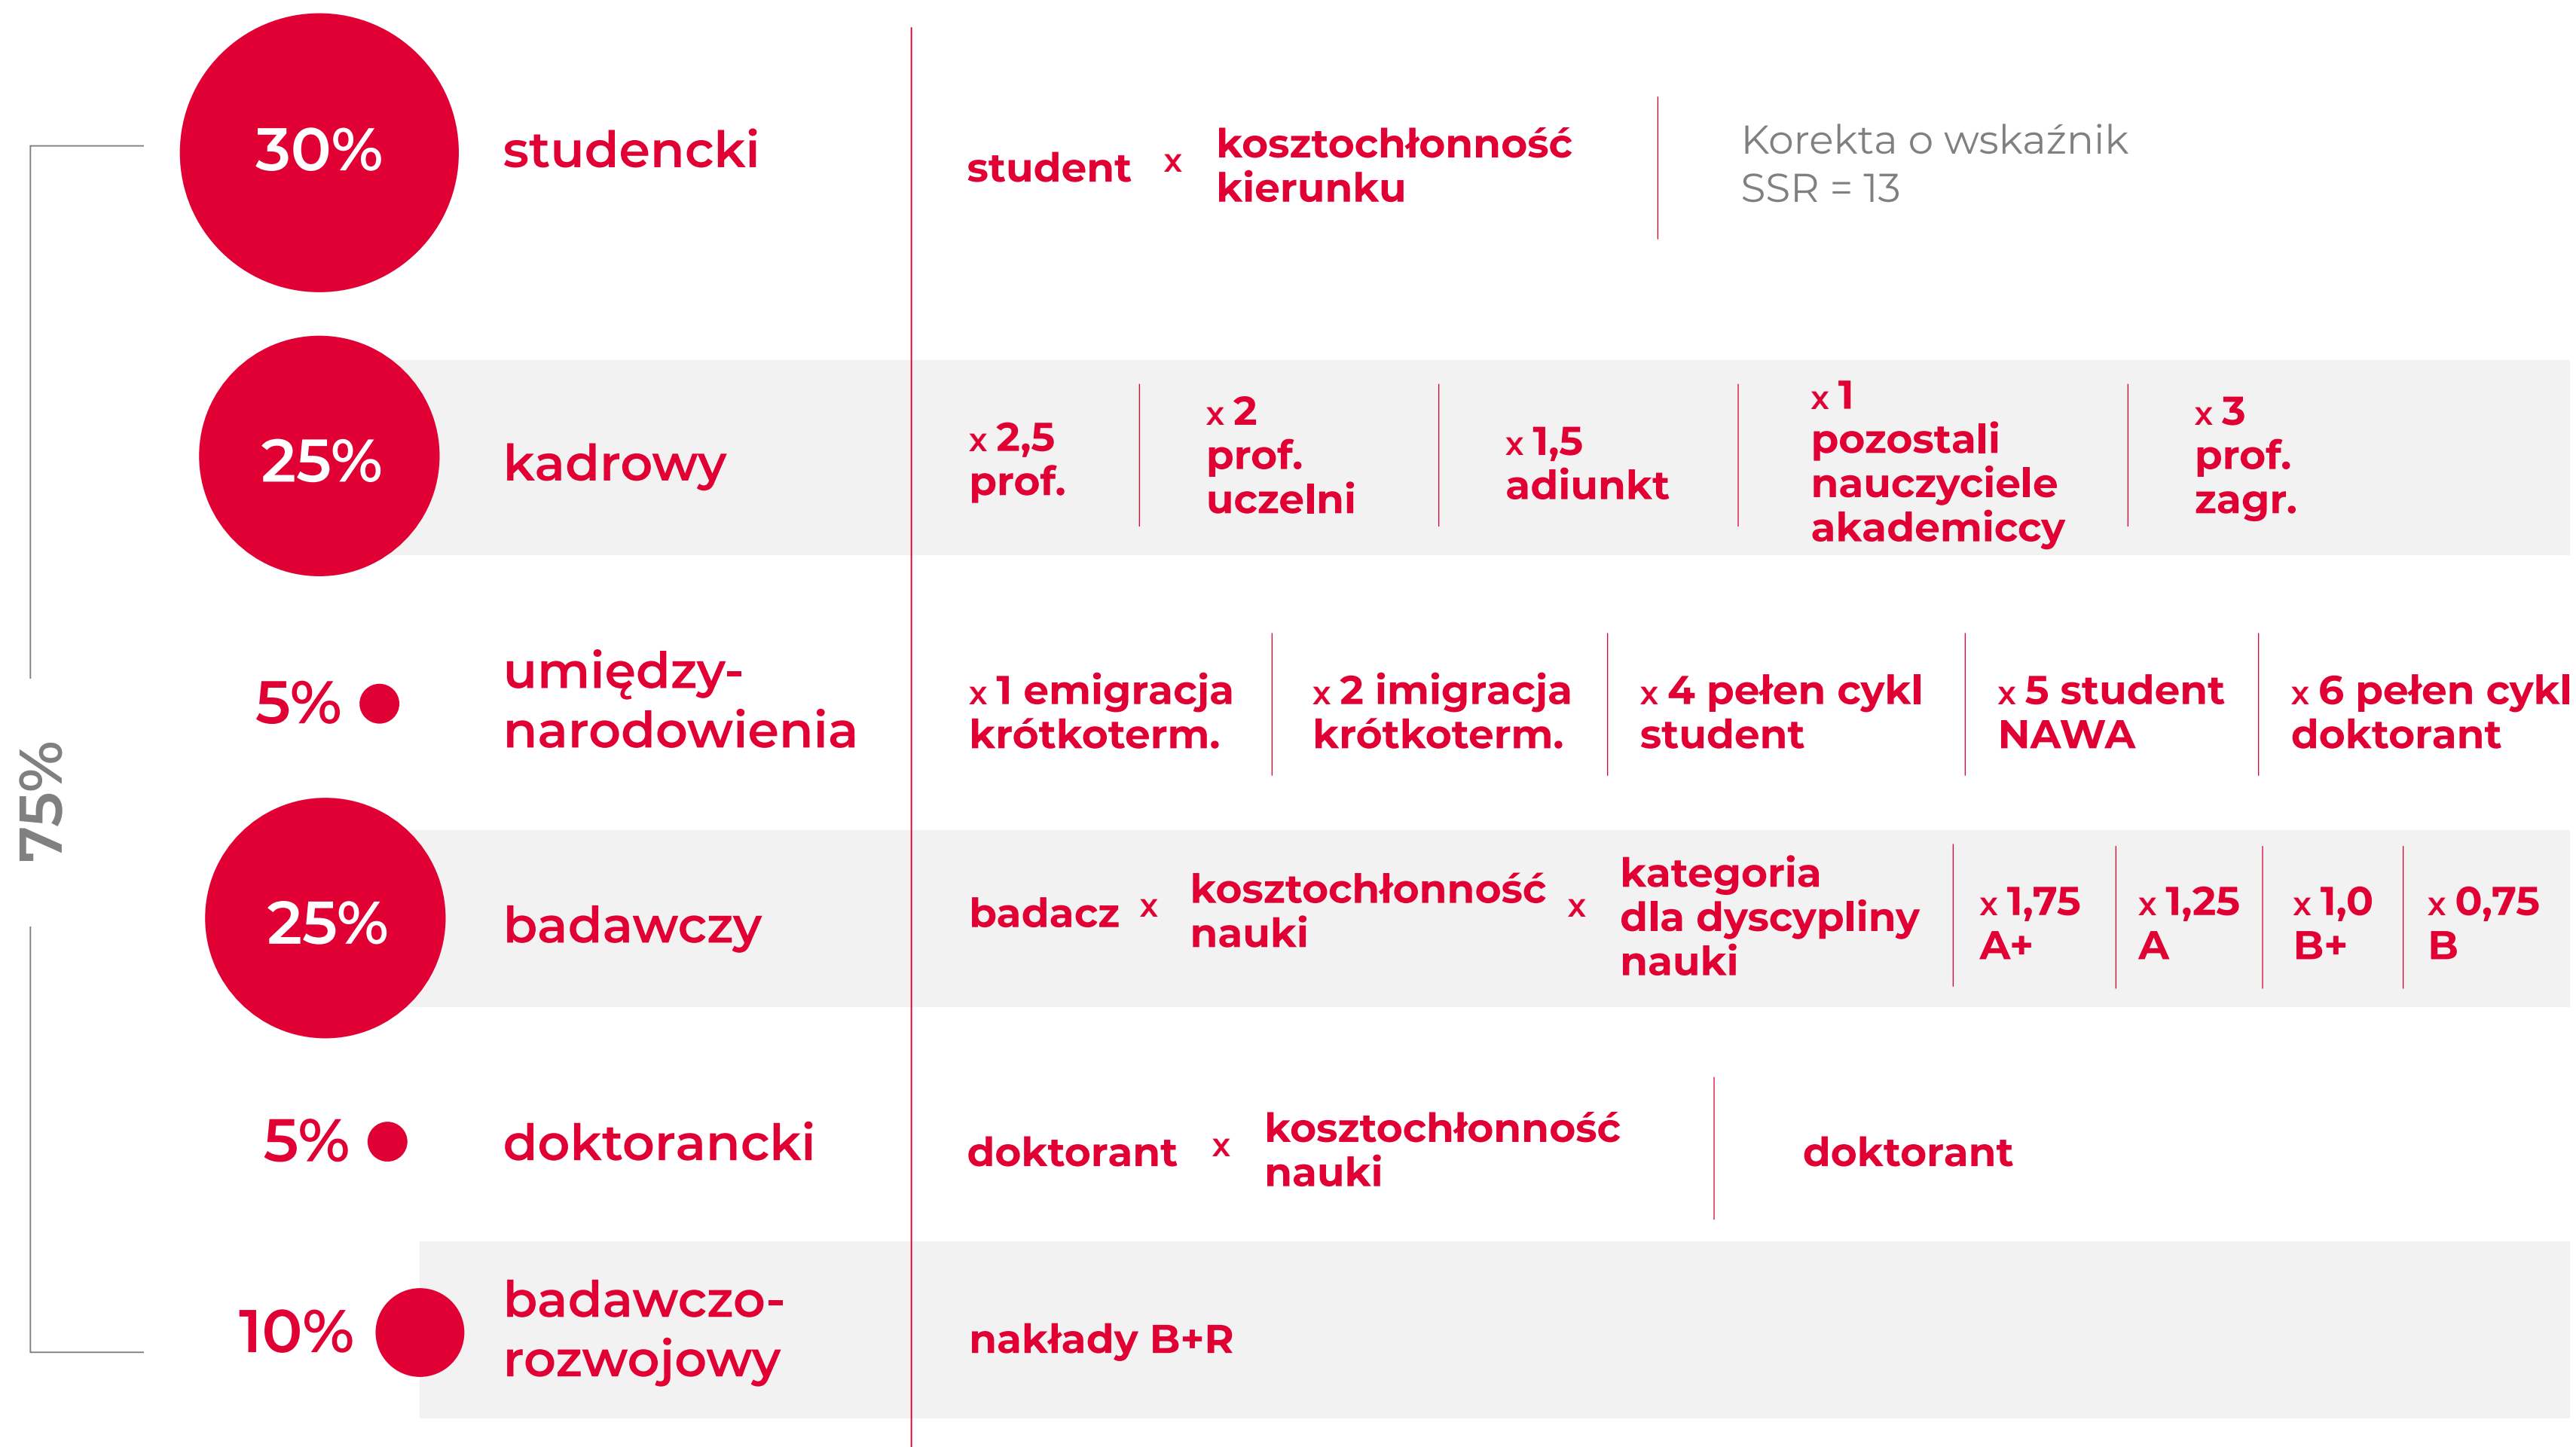 75%
30%
studencki
student x kosztochłonność
kierunku
Korekta o wskaźnik
SSR = 13
25%
kadrowy
x 2,5
prof.
x 2
prof.
uczelni
x 1,5
adiunkt
x 1
pozostali
nauczyciele
akademiccy
x 3
prof.
zagr.
5%
umiędzy-
narodowienia
x 1 emigracja
krótkoterm.
x 2 imigracja
krótkoterm.
x 4 pełen cykl
student
x 5 student
NAWA
x 6 pełen cykl
doktorant
25%
badawczy
badacz x kosztochłonność
nauki
x kategoria
dla dyscypliny
nauki
x 1,75
A+
x 1,25
A
x 1,0
B+
x 0,75
B
5%
doktorancki
doktorant x kosztochłonność
nauki
doktorant
10%
badawczo-
rozwojowy
nakłady B+R